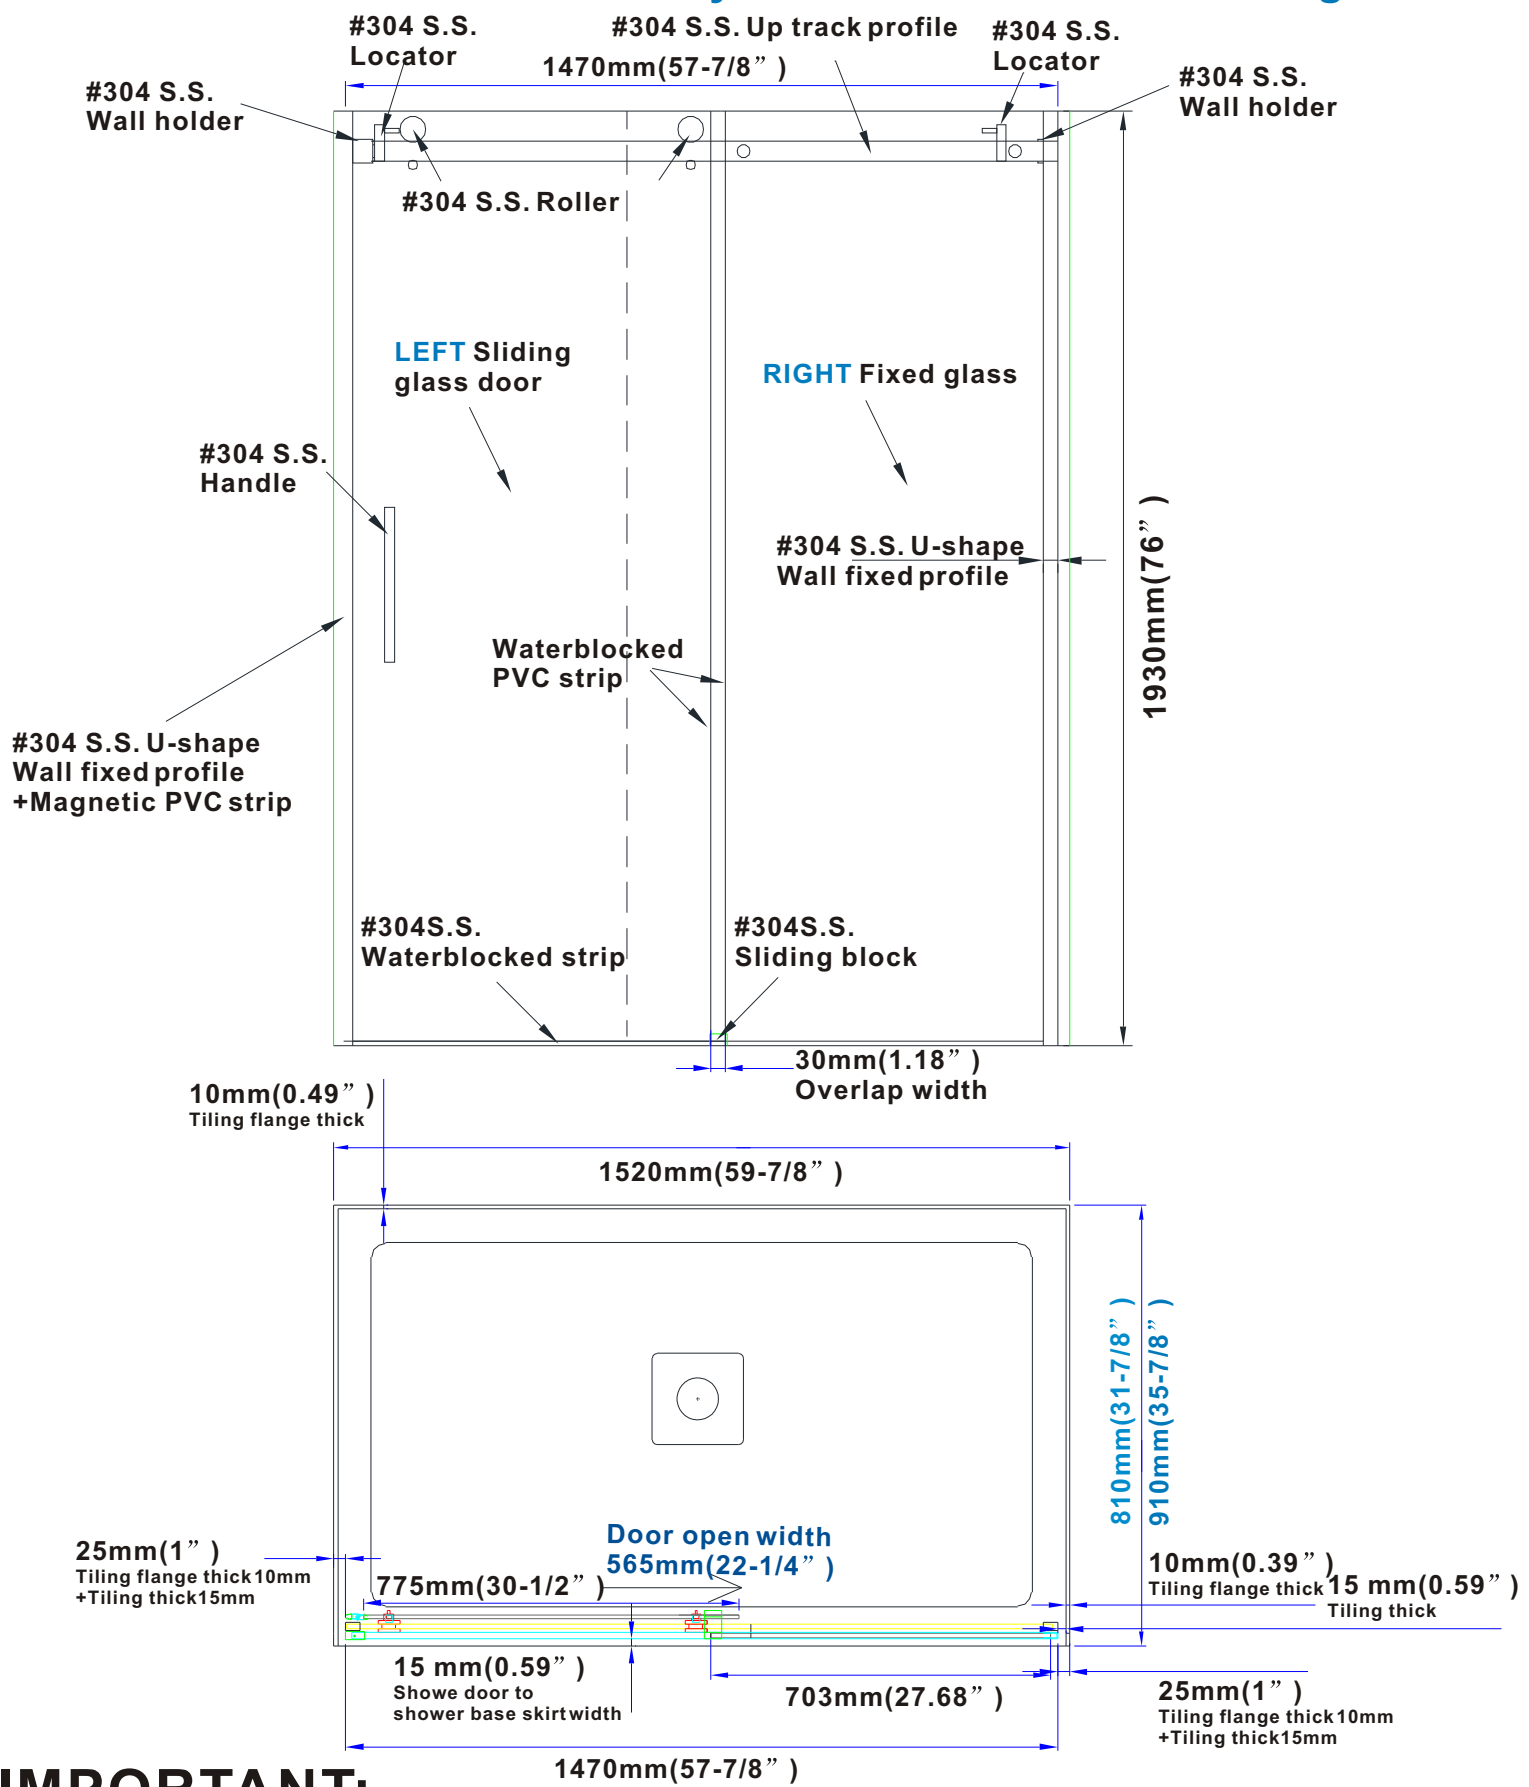 #304 S.S.
Locator
#304 S.S. Up track profile
#304 S.S.
Locator
1470mm(57-7/8” )
#304 S.S.
Wall holder
#304 S.S.
Wall holder
#304 S.S. Roller
LEFT Sliding
glass door
RIGHT Fixed glass
#304 S.S.
Handle
#304 S.S. U-shape
Wall fixed profile
1930mm(76” )
Waterblocked
PVC strip
#304 S.S. U-shape
Wall fixed profile
+Magnetic PVC strip
#304S.S.
Waterblocked strip
#304S.S.
Sliding block
30mm(1.18” )
Overlap width
10mm(0.49” )
Tiling flange thick
1520mm(59-7/8” )
810mm(31-7/8” )
910mm(35-7/8” )
Door open width
565mm(22-1/4” )
25mm(1” )
Tiling flange thick10mm
+Tiling thick15mm
775mm(30-1/2” )
10mm(0.39” )
Tiling flange thick
15 mm(0.59” )
Tiling thick
15 mm(0.59” )
Showe door to
shower base skirt width
703mm(27.68” )
25mm(1” )
Tiling flange thick10mm
+Tiling thick15mm
1470mm(57-7/8” )
IMPORTANT: